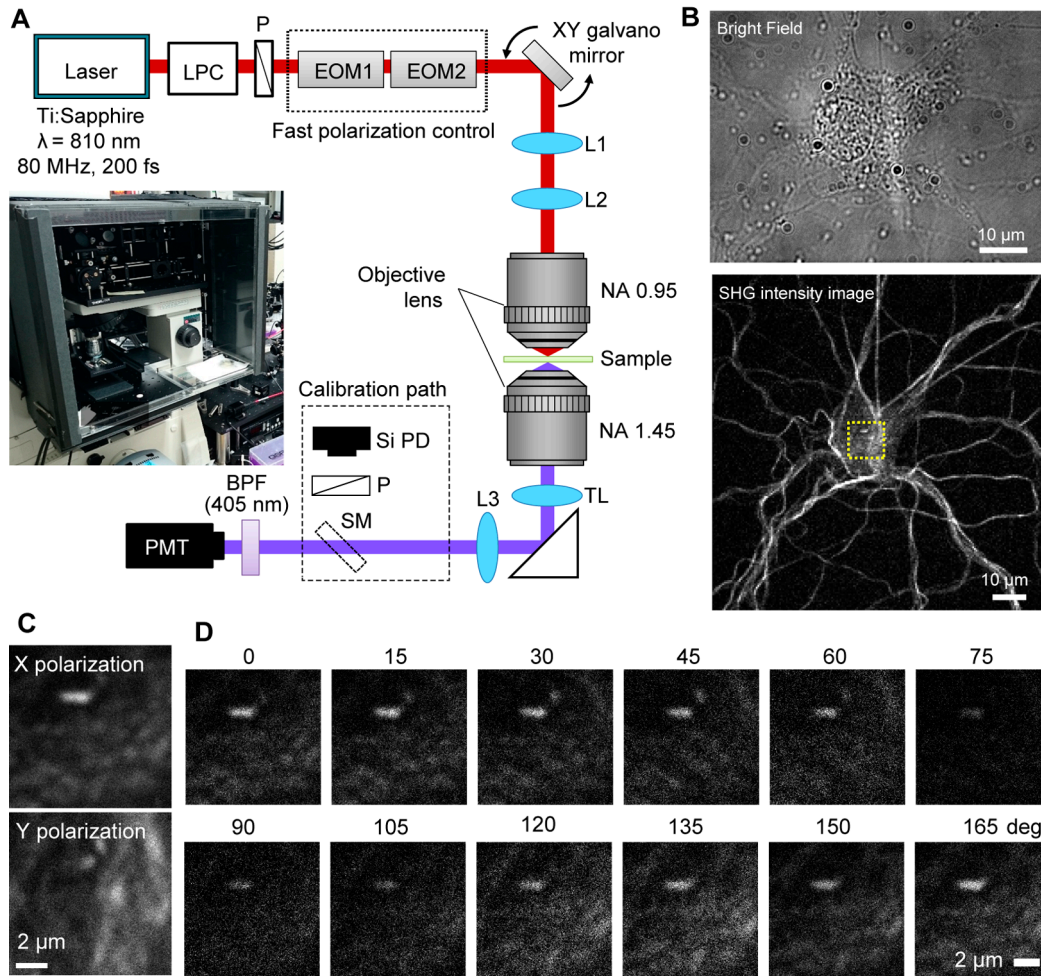 A
Laser
LPC
P
EOM1
EOM2
XY galvano
mirror
Ti:Sapphire
λ = 810 nm
80 MHz, 200 fs
Fast polarization control
L1
L2
Objective
lens
NA 0.95
Sample
NA 1.45
Calibration path
Si PD
P
BPF
(405 nm)
SM
L3
TL
PMT
B
Bright Field
10 µm
SHG intensity image
10 µm
C
X polarization
Y polarization
2 µm
D
0 15 30 45 60 75
90 105 120 135 150 165 deg
2 µm